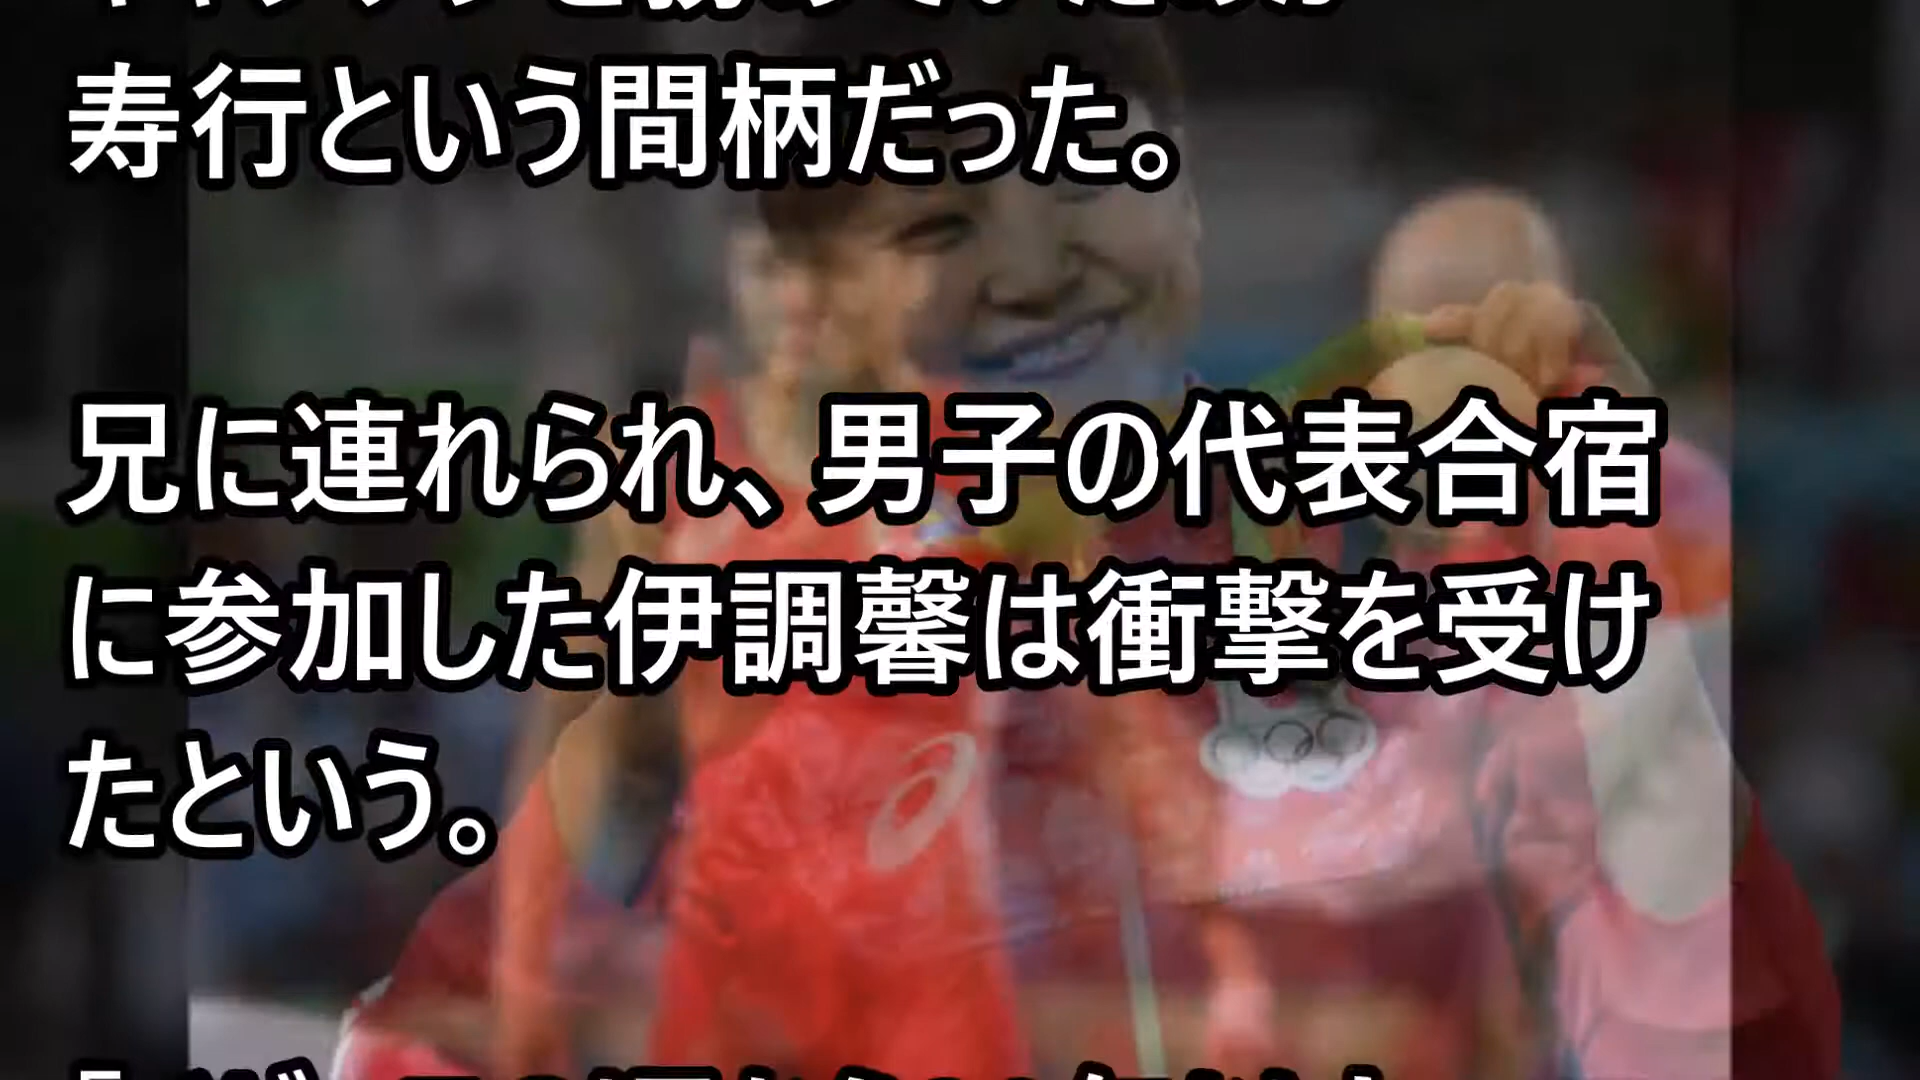 寿行という間柄だった。
兄に連れられ、男子の代表合宿
に参加した伊調馨は衝撃を受け
たという。